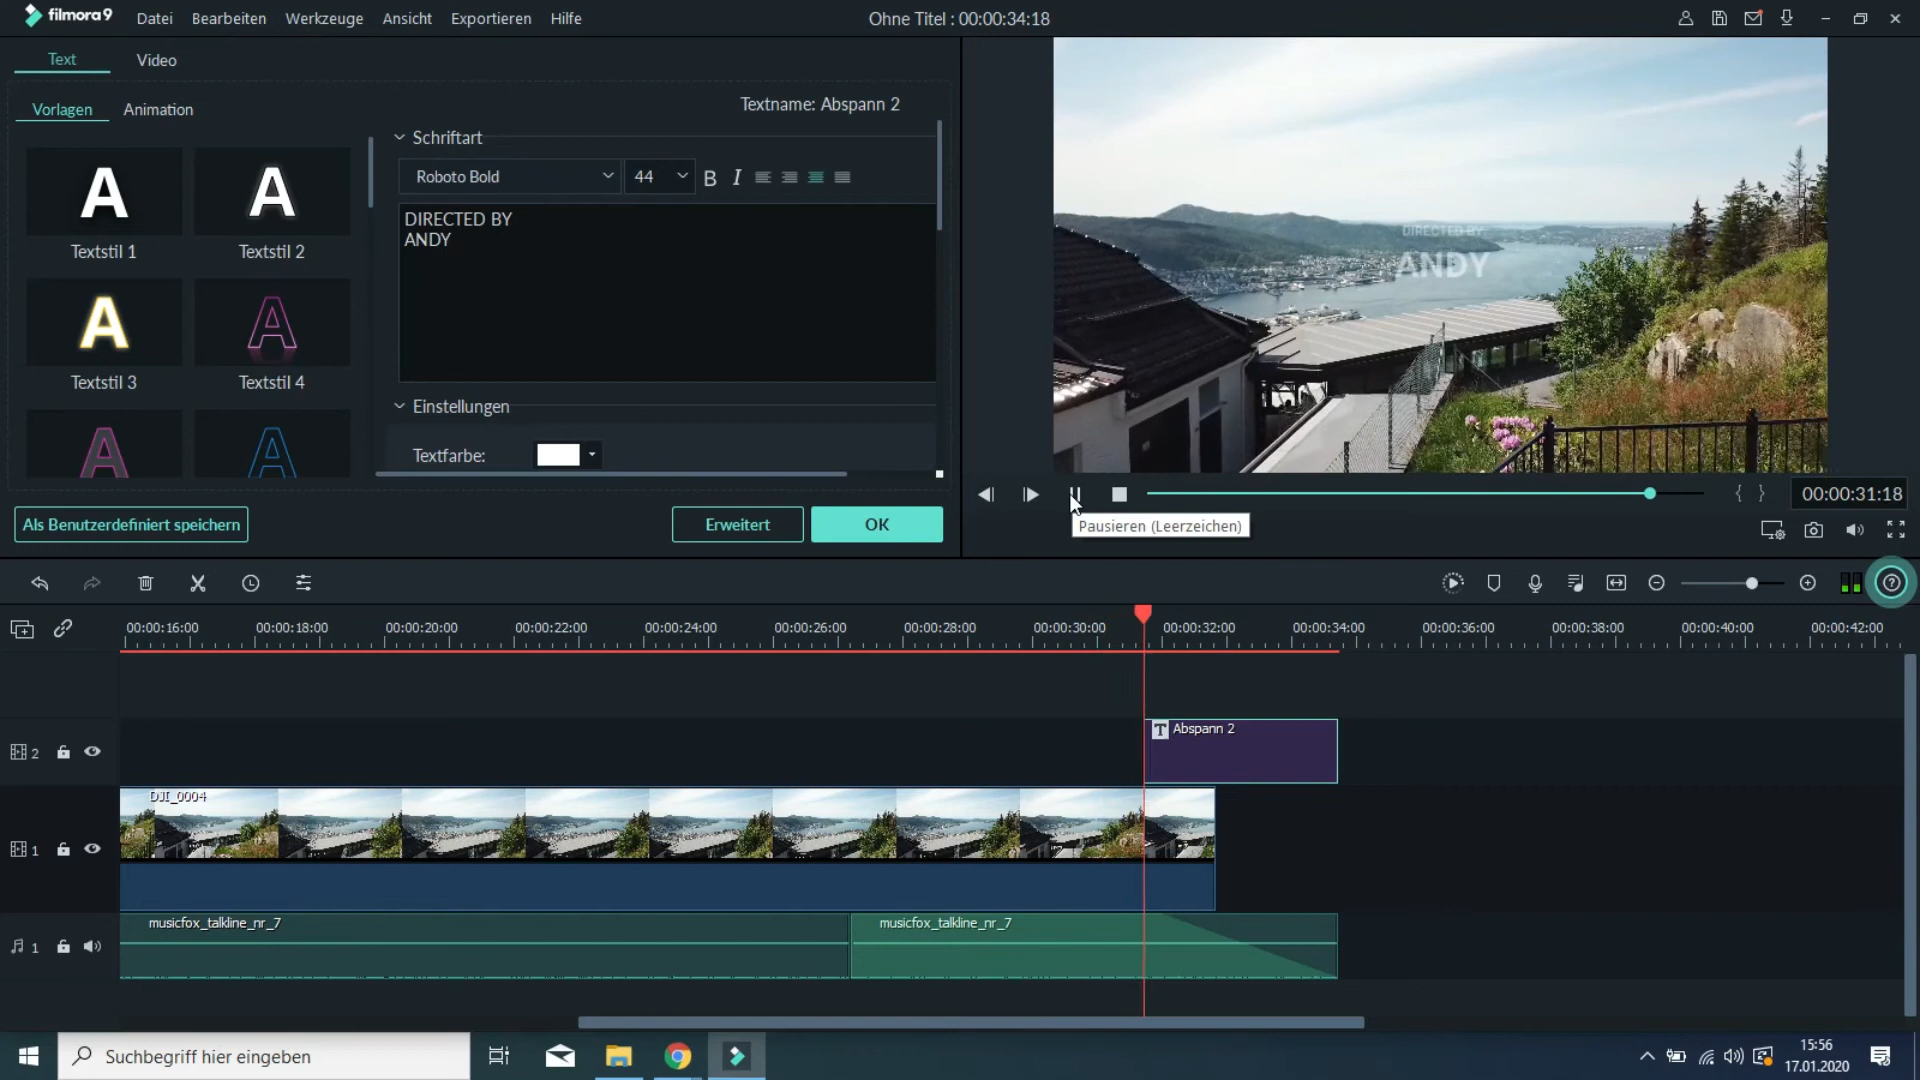 filmora9
Datei
Bearbeiten
Werkzeuge
Ansicht
Exportieren
Hilfe
Ohne Titel : 00:00:34:18
Text
Video
Vorlagen
Animation
Textname: Abspann 2
A
Textstil 1
A
Textstil 2
A
Textstil 3
A
Textstil 4
A
A
Schriftart
Roboto Bold
44
B
I
DIRECTED BY
ANDY
Einstellungen
Textfarbe:
Als Benutzerdefiniert speichern
Erweitert
OK
DIRECTED BY
ANDY
00:00:31:18
Pausieren (Leerzeichen)
00:00:16:00
00:00:18:00
00:00:20:00
00:00:22:00
00:00:24:00
00:00:26:00
00:00:28:00
00:00:30:00
00:00:32:00
00:00:34:00
00:00:36:00
00:00:38:00
00:00:40:00
00:00:42:00
2
T Abspann 2
1
DJI_0004
1
musicfox_talkline_nr_7
musicfox_talkline_nr_7
Suchbegriff hier eingeben
15:56
17.01.2020